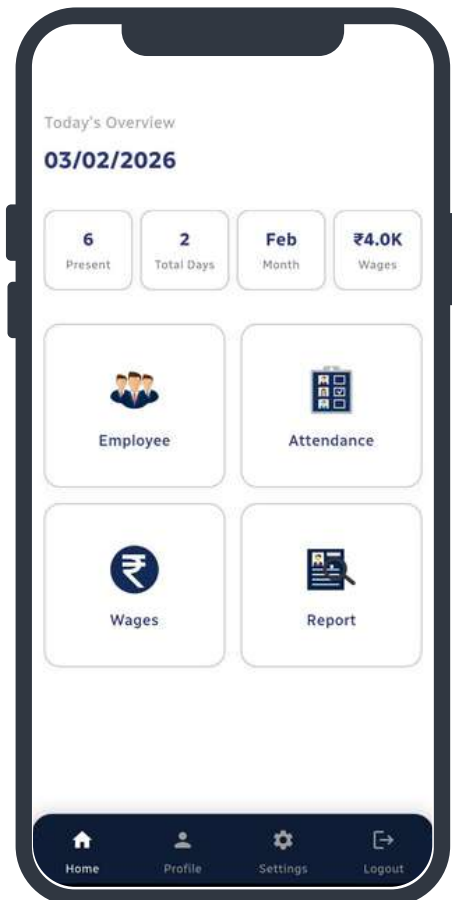 Today's Overview
03/02/2026
6 2 Feb ₹4.0K
Present Total Days Month Wages
Employee Attendance
Wages Report
Home Profile Settings Logout